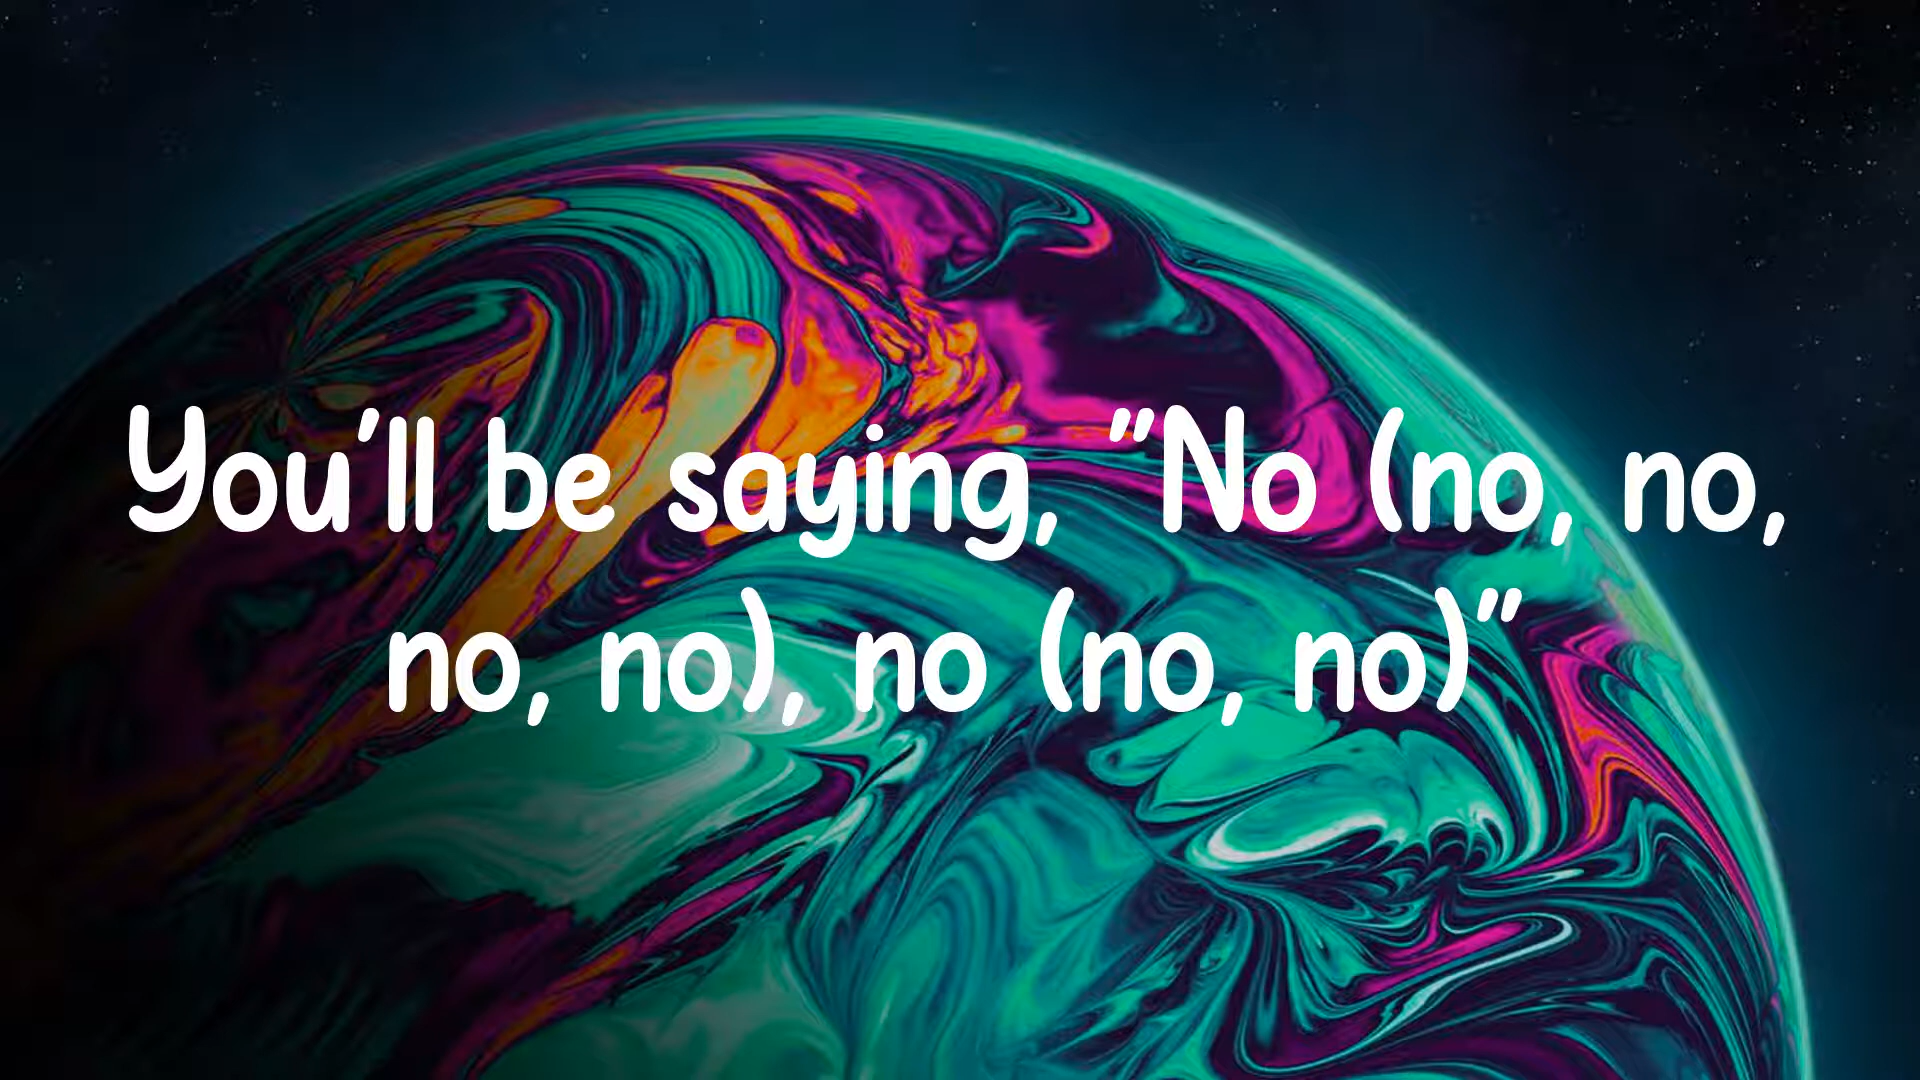 You'll be saying, "No (no, no,
no, no), no (no, no)"